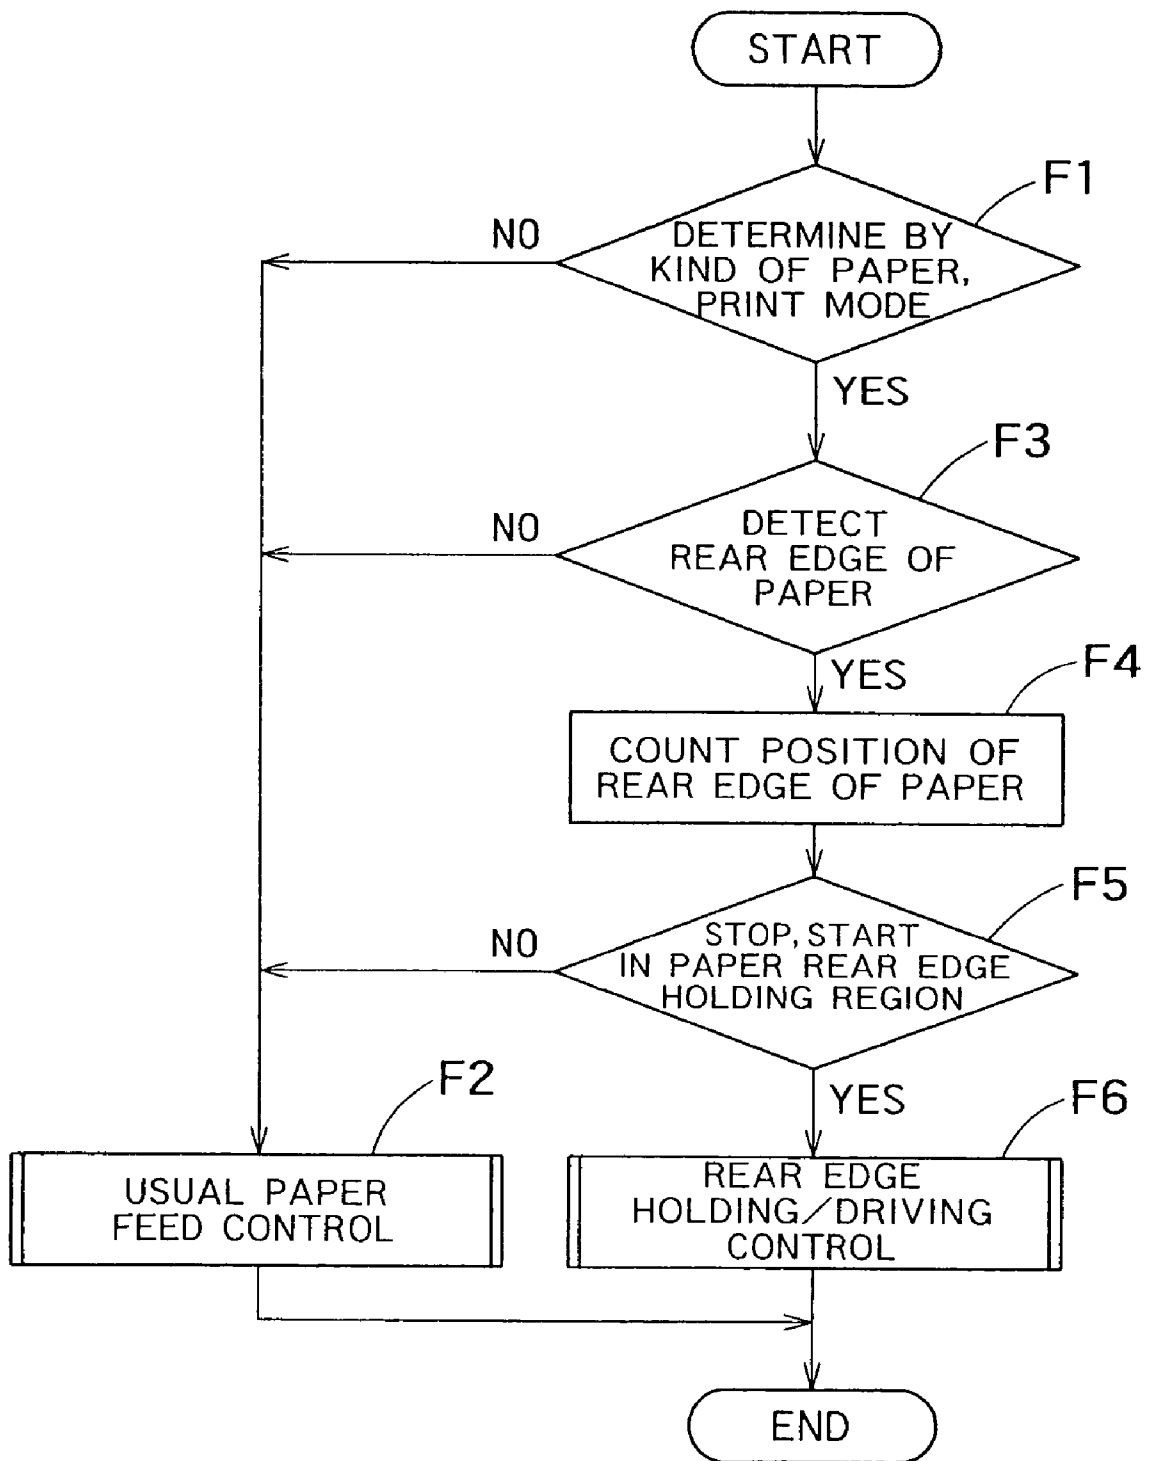 START
F1
NO
DETERMINE BY
KIND OF PAPER,
PRINT MODE
YES
F3
NO
DETECT
REAR EDGE OF
PAPER
YES
F4
COUNT POSITION OF
REAR EDGE OF PAPER
F5
NO
STOP, START
IN PAPER REAR EDGE
HOLDING REGION
YES
F2
F6
USUAL PAPER
FEED CONTROL
REAR EDGE
HOLDING/DRIVING
CONTROL
END